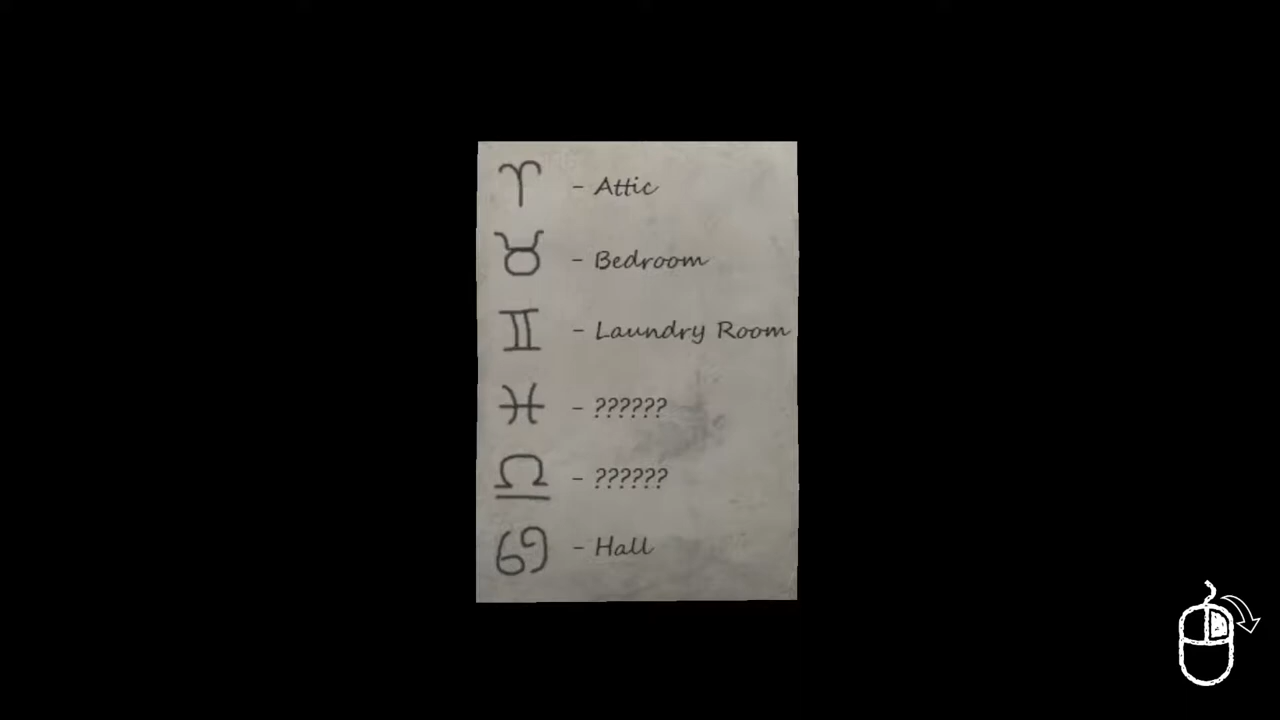 ♈ - Attic
♉ - Bedroom
♊ - Laundry Room
♓ - ??????
♎ - ??????
♋ - Hall